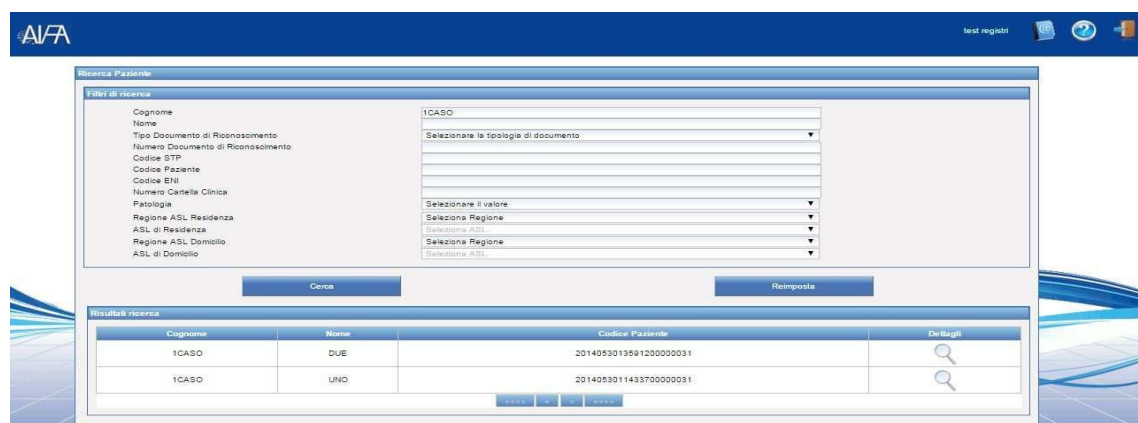 AIFA
test registri
Ricerca Paziente
Filtri di ricerca
Cognome 1CASO
Nome
Tipo Documento di Riconoscimento Selezionare la tipologia di documento
Numero Documento di Riconoscimento
Codice STP
Codice Paziente
Codice ENI
Numero Cartella Clinica
Patologia Selezionare il valore
Regione ASL Residenza Seleziona Regione
ASL di Residenza Seleziona ASL...
Regione ASL Domicilio Seleziona Regione
ASL di Domicilio Seleziona ASL...
Cerca Reimposta
Risultati ricerca
Cognome Nome Codice Paziente Dettagli
1CASO DUE 2014053013591200000031
1CASO UNO 2014053011433700000031